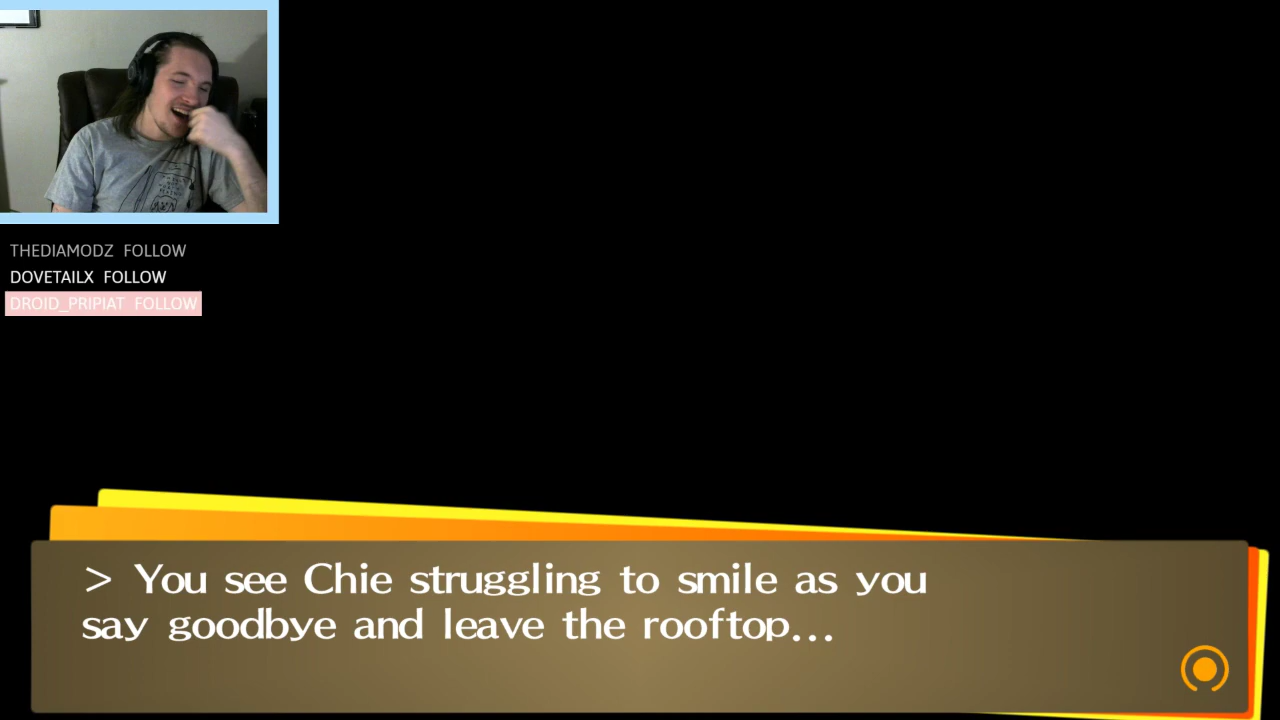 THEDIAMODZ FOLLOW
DOVETAILX FOLLOW
DROID_PRIPIAT FOLLOW
> You see Chie struggling to smile as you
say goodbye and leave the rooftop...